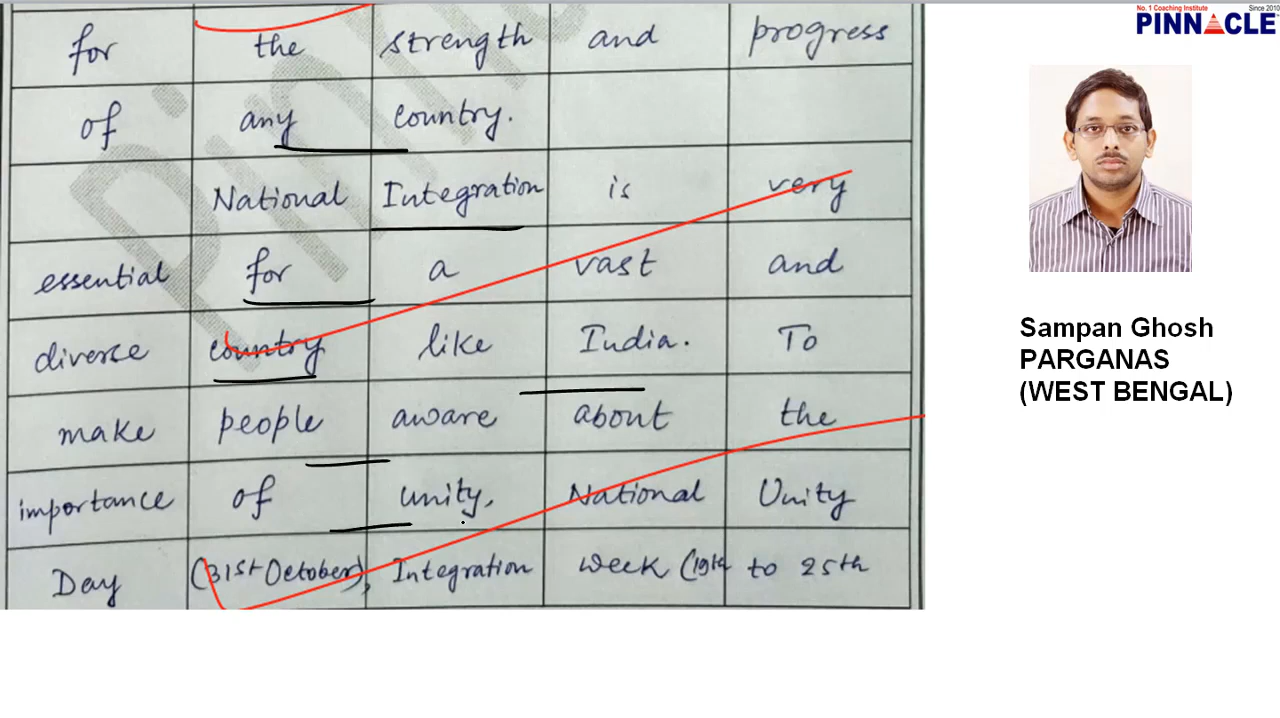 No. 1 Coaching Institute Since 2010
PINNACLE
for the strength and progress
of any country.
National Integration is very
essential for a vast and
diverse country like India. To
make people aware about the
importance of unity, National Unity
Day (31st October), Integration week (19th to 25th
Sampan Ghosh
PARGANAS
(WEST BENGAL)